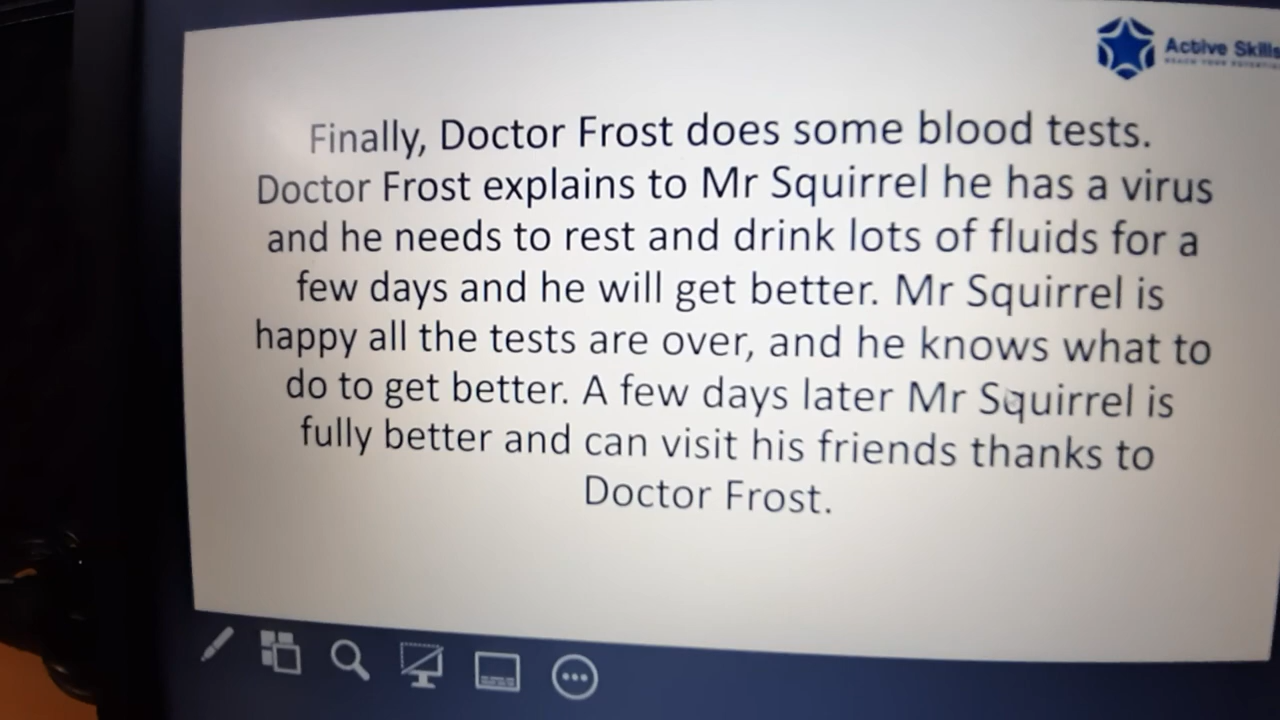 Active Skills
Finally, Doctor Frost does some blood tests.
Doctor Frost explains to Mr Squirrel he has a virus
and he needs to rest and drink lots of fluids for a
few days and he will get better. Mr Squirrel is
happy all the tests are over, and he knows what to
do to get better. A few days later Mr Squirrel is
fully better and can visit his friends thanks to
Doctor Frost.